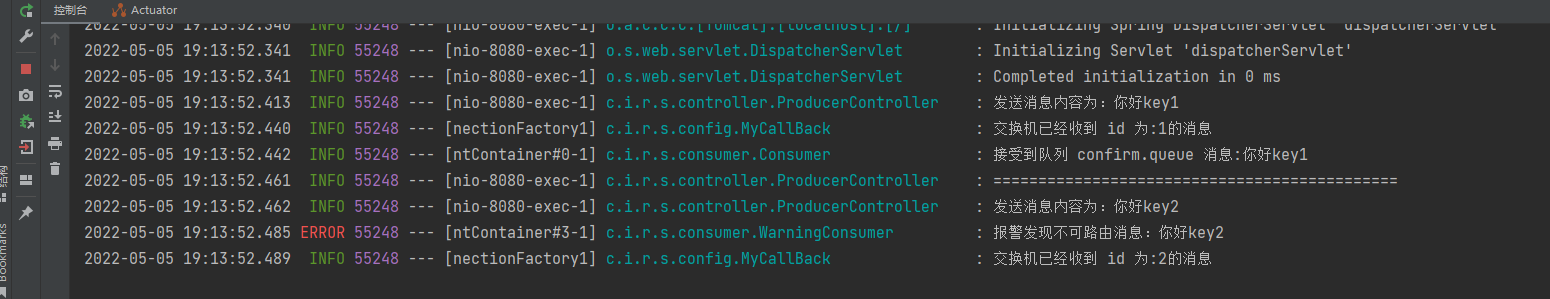 控制台 Actuator
2022-05-05 19:13:52.340 INFO 55248 --- [nio-8080-exec-1] o.a.c.c.C.[Tomcat].[localhost].[/] : Initializing Spring DispatcherServlet 'dispatcherServlet'
2022-05-05 19:13:52.341 INFO 55248 --- [nio-8080-exec-1] o.s.web.servlet.DispatcherServlet : Initializing Servlet 'dispatcherServlet'
2022-05-05 19:13:52.341 INFO 55248 --- [nio-8080-exec-1] o.s.web.servlet.DispatcherServlet : Completed initialization in 0 ms
2022-05-05 19:13:52.413 INFO 55248 --- [nio-8080-exec-1] c.i.r.s.controller.ProducerController : 发送消息内容为：你好key1
2022-05-05 19:13:52.440 INFO 55248 --- [nectionFactory1] c.i.r.s.config.MyCallBack : 交换机已经收到 id 为:1的消息
2022-05-05 19:13:52.442 INFO 55248 --- [ntContainer#0-1] c.i.r.s.consumer.Consumer : 接受到队列 confirm.queue 消息:你好key1
2022-05-05 19:13:52.461 INFO 55248 --- [nio-8080-exec-1] c.i.r.s.controller.ProducerController : =============================================
2022-05-05 19:13:52.462 INFO 55248 --- [nio-8080-exec-1] c.i.r.s.controller.ProducerController : 发送消息内容为：你好key2
2022-05-05 19:13:52.485 ERROR 55248 --- [ntContainer#3-1] c.i.r.s.consumer.WarningConsumer : 报警发现不可路由消息：你好key2
2022-05-05 19:13:52.489 INFO 55248 --- [nectionFactory1] c.i.r.s.config.MyCallBack : 交换机已经收到 id 为:2的消息
结构
Bookmarks